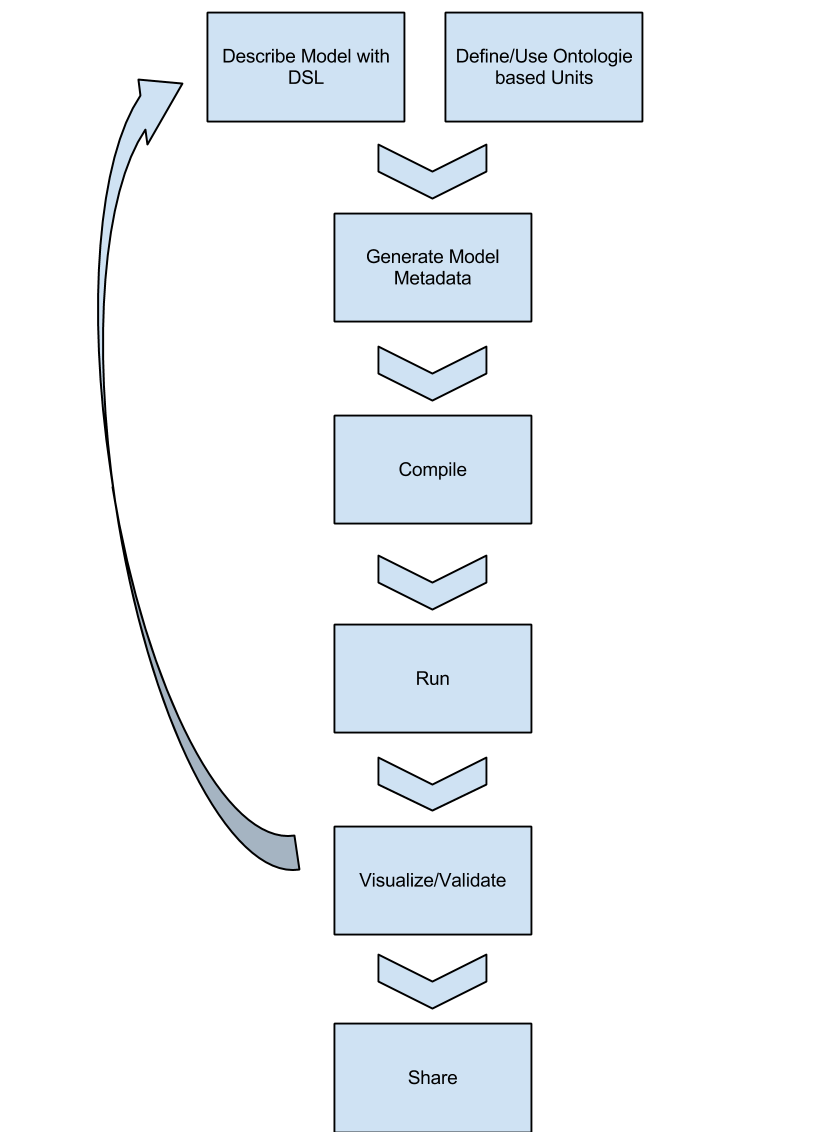 Describe Model with
DSL
Define/Use Ontologie
based Units
Generate Model
Metadata
Compile
Run
Visualize/Validate
Share